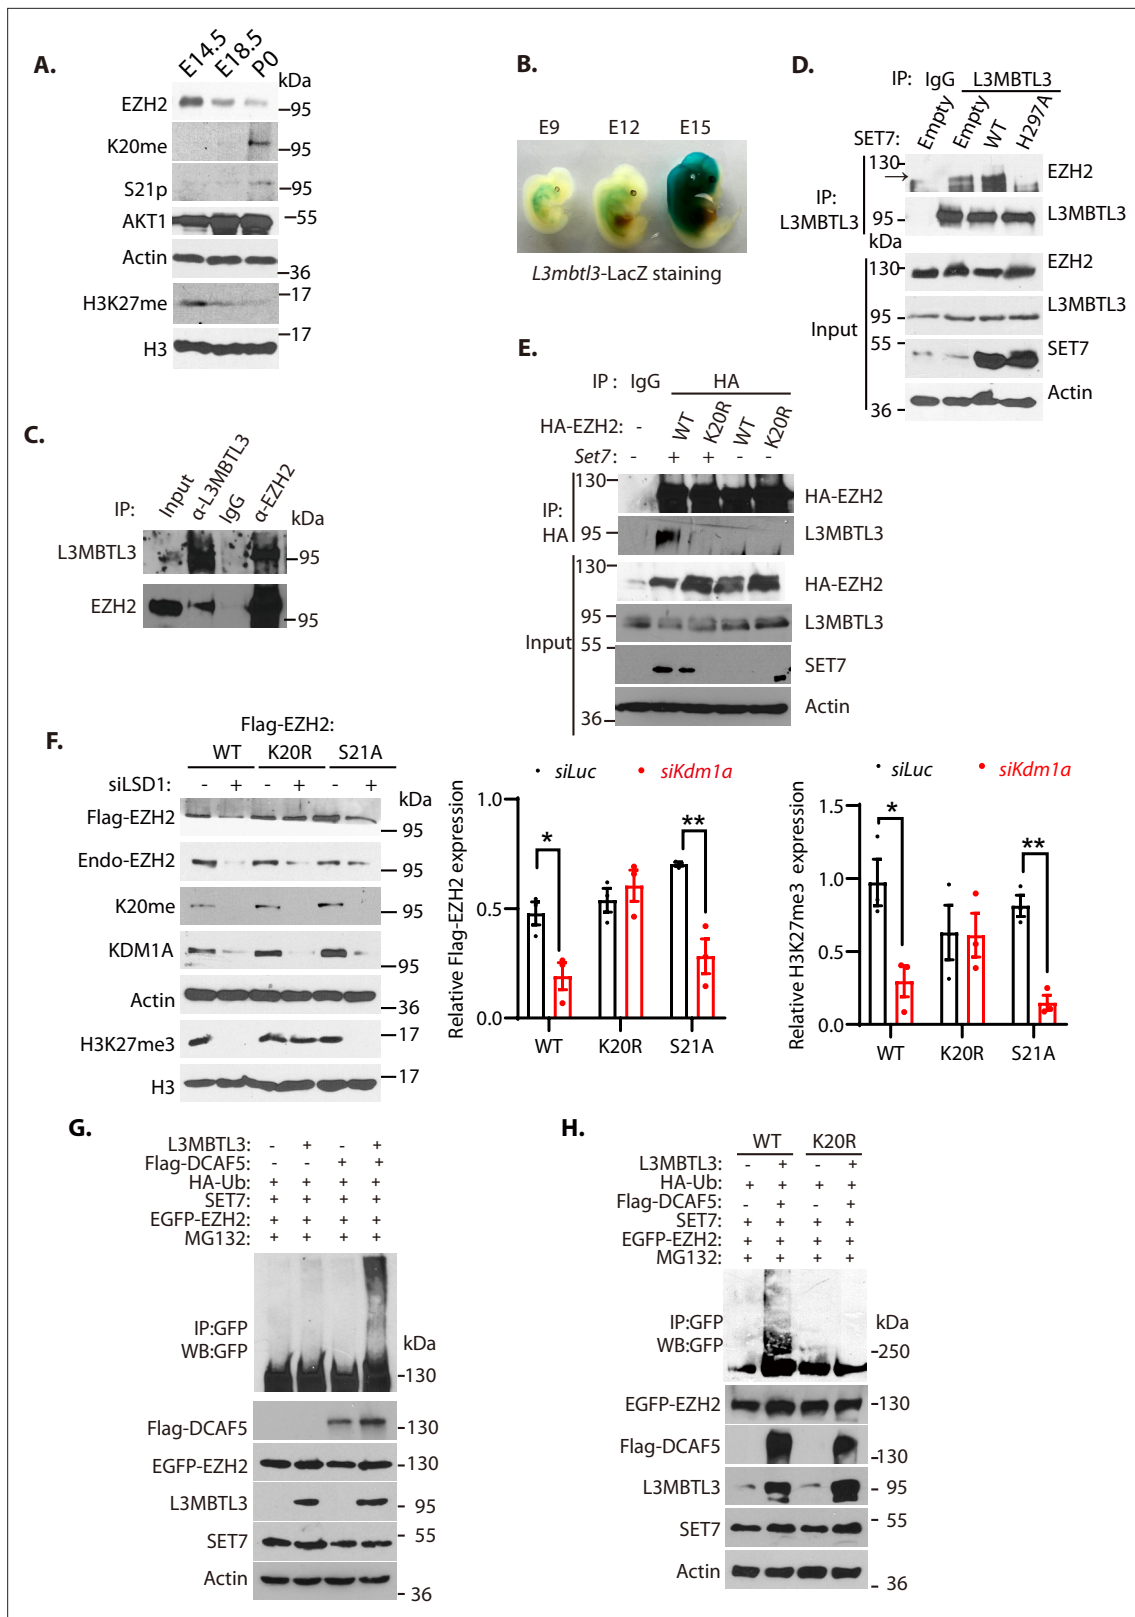 A.
E14.5 E18.5 P0
kDa
EZH2
95
K20me
95
S21p
95
AKT1
55
Actin
36
H3K27me
17
H3
17
B.
E9 E12 E15
L3mbtl3-LacZ staining
C.
IP: Input α-L3MBTL3 IgG α-EZH2
kDa
L3MBTL3
95
EZH2
95
D.
IP: IgG L3MBTL3
SET7: Empty Empty WT H297A
IP: L3MBTL3
130
EZH2
95
L3MBTL3
kDa
Input
130
EZH2
95
L3MBTL3
55
SET7
Actin
36
E.
IP: IgG HA
HA-EZH2: - WT K20R WT K20R
Set7: - + + - -
IP: HA
130
HA-EZH2
95
L3MBTL3
Input
130
HA-EZH2
95
L3MBTL3
55
SET7
Actin
36
F.
Flag-EZH2:
WT K20R S21A
siLSD1: - + - + - +
kDa
Flag-EZH2
95
Endo-EZH2
95
K20me
95
KDM1A
95
Actin
36
H3K27me3
17
H3
17
siLuc siKdm1a
Relative Flag-EZH2 expression
1.0
0.5
0.0
* **
WT K20R S21A
siLuc siKdm1a
Relative H3K27me3 expression
1.5
1.0
0.5
0.0
* **
WT K20R S21A
G.
L3MBTL3: - + - +
Flag-DCAF5: - - + +
HA-Ub: + + + +
SET7: + + + +
EGFP-EZH2: + + + +
MG132: + + + +
IP:GFP
WB:GFP
kDa
-130
Flag-DCAF5
-130
EGFP-EZH2
-130
L3MBTL3
-95
SET7
-55
Actin
-36
H.
WT K20R
L3MBTL3: - + - +
HA-Ub: + + + +
Flag-DCAF5: - + - +
SET7: + + + +
EGFP-EZH2: + + + +
MG132: + + + +
IP:GFP
WB:GFP
kDa
-250
EGFP-EZH2
-130
Flag-DCAF5
-130
L3MBTL3
-95
SET7
-55
Actin
-36